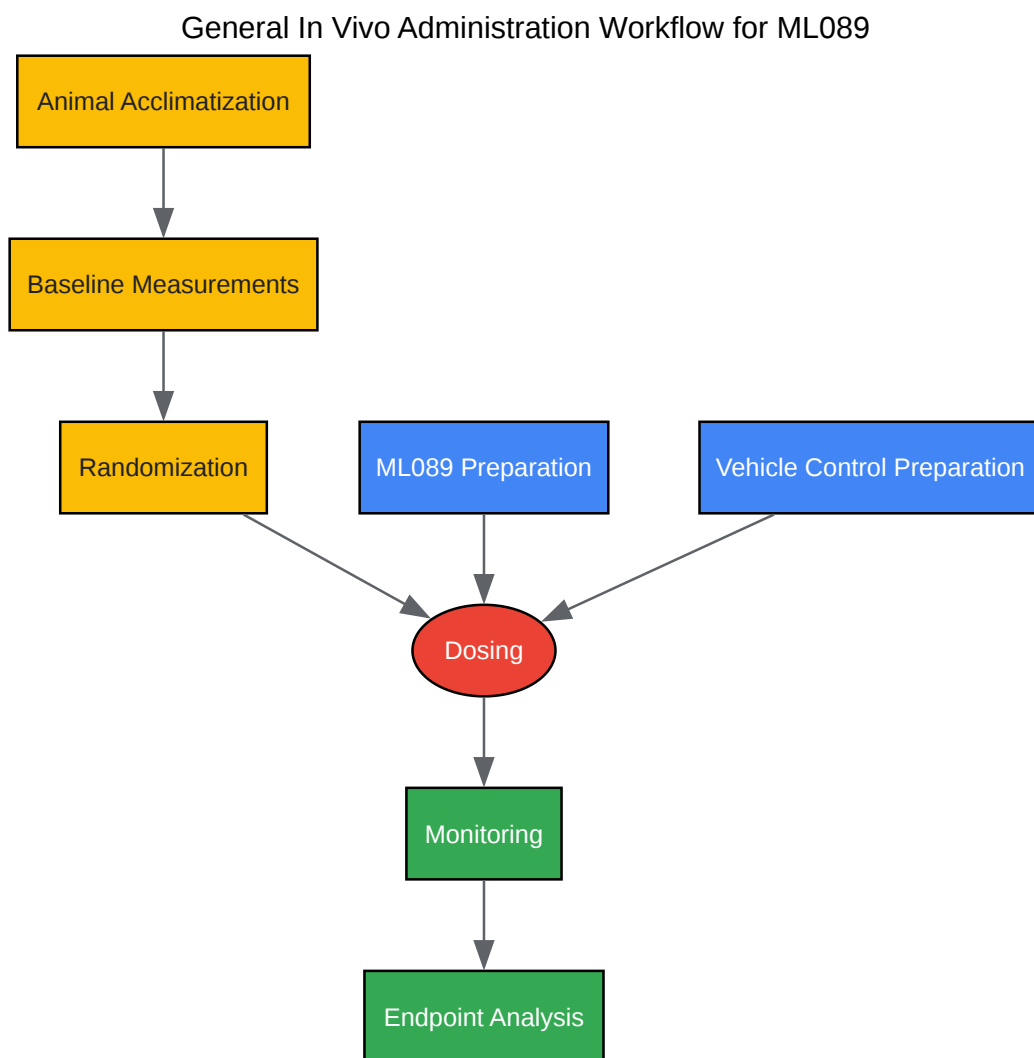 General In Vivo Administration Workflow for ML089
Animal Acclimatization
Baseline Measurements
Randomization
ML089 Preparation
Vehicle Control Preparation
Dosing
Monitoring
Endpoint Analysis